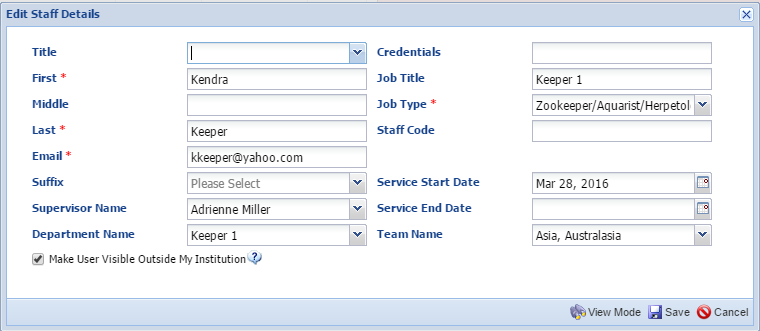 Edit Staff Details
Title Credentials
First * Kendra Job Title Keeper 1
Middle Job Type * Zookeeper/Aquarist/Herpetol
Last * Keeper Staff Code
Email * kkeeper@yahoo.com
Suffix Please Select Service Start Date Mar 28, 2016
Supervisor Name Adrienne Miller Service End Date
Department Name Keeper 1 Team Name Asia, Australasia
Make User Visible Outside My Institution ?
View Mode Save Cancel